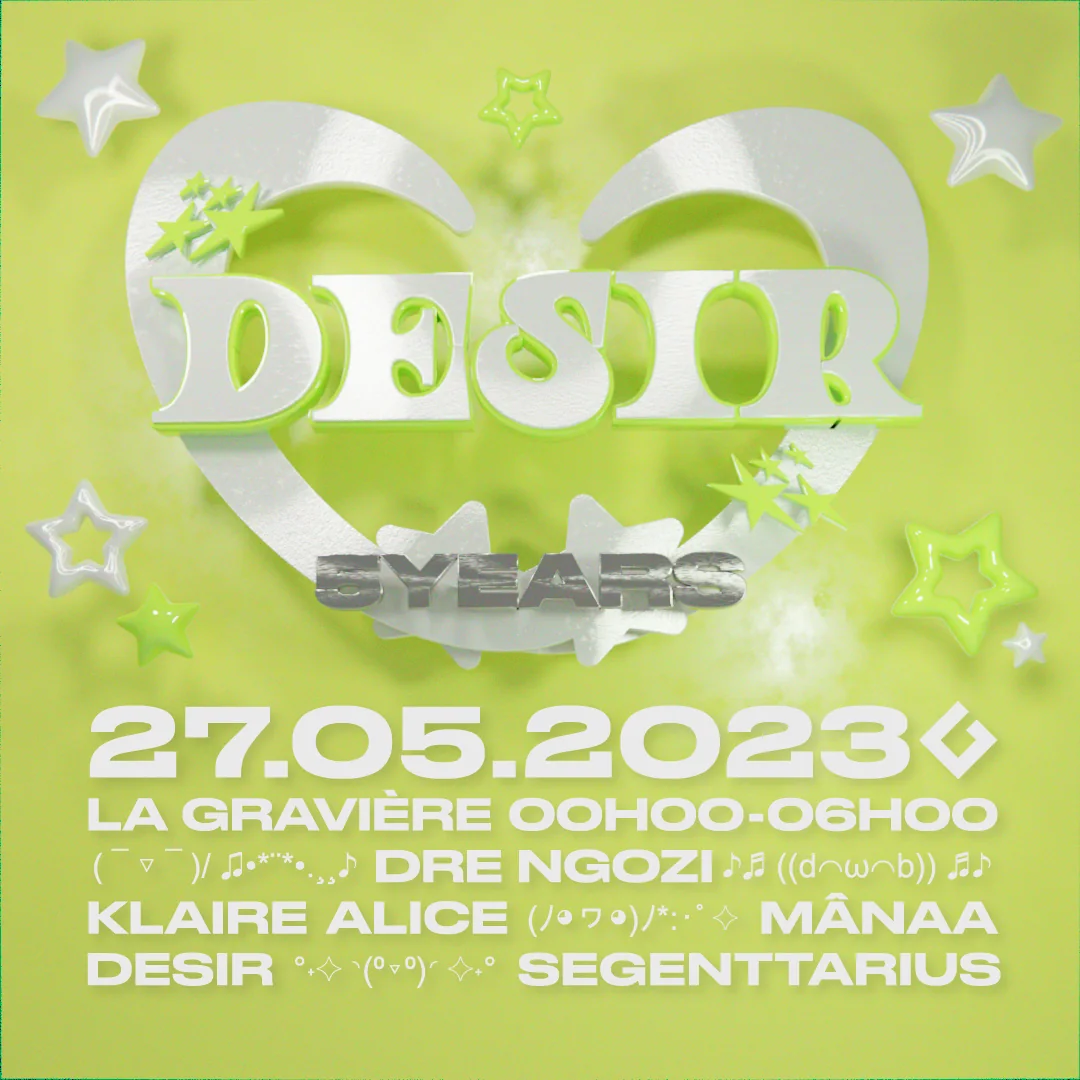 DESIR
5YEARS
27.05.2023
LA GRAVIÈRE 00H00-06H00
(¯ ▿ ¯)/ ♫•*¨*•.¸¸♪ DRE NGOZI ♪♬ ((d⌒ω⌒b)) ♬♪
KLAIRE ALICE (ﾉ◕ヮ◕)ﾉ*:･ﾟ✧ MÂNAA
DESIR °˖✧◝(⁰▿⁰)◜✧˖° SEGENTTARIUS